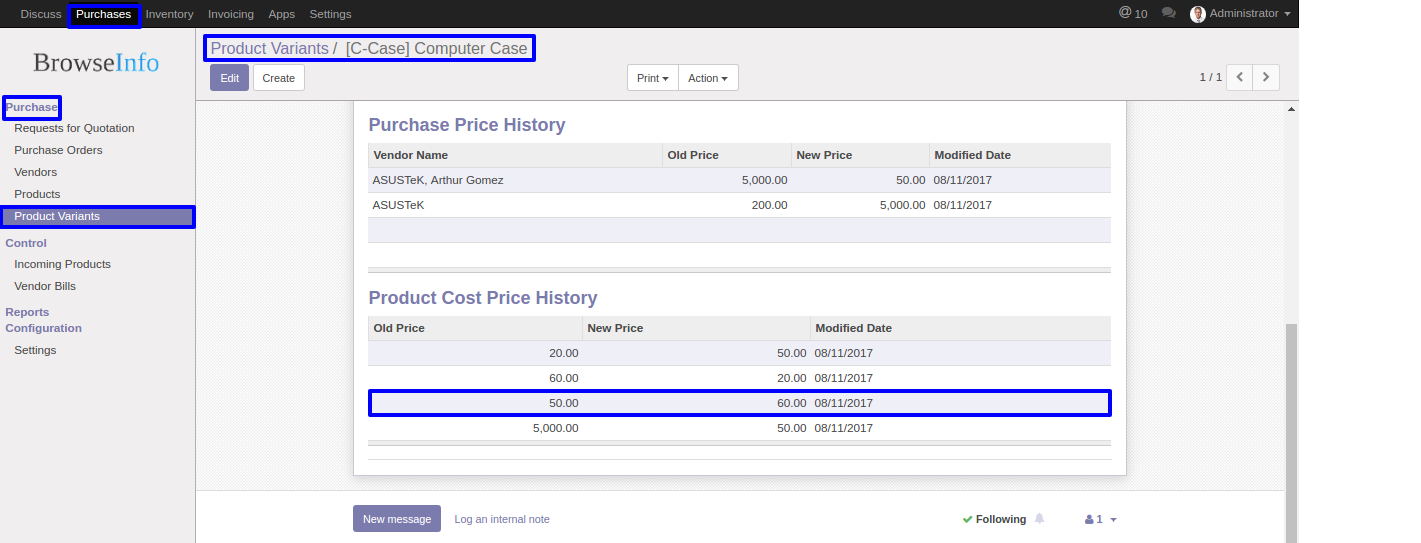 Discuss Purchases Inventory Invoicing Apps Settings @ 10 Administrator
BrowseInfo
Purchase
Requests for Quotation
Purchase Orders
Vendors
Products
Product Variants
Control
Incoming Products
Vendor Bills
Reports
Configuration
Settings
Product Variants / [C-Case] Computer Case
Edit Create Print Action 1 / 1
Purchase Price History
Vendor Name Old Price New Price Modified Date
ASUSTeK, Arthur Gomez 5,000.00 50.00 08/11/2017
ASUSTeK 200.00 5,000.00 08/11/2017
Product Cost Price History
Old Price New Price Modified Date
20.00 50.00 08/11/2017
60.00 20.00 08/11/2017
50.00 60.00 08/11/2017
5,000.00 50.00 08/11/2017
New message Log an internal note Following 1